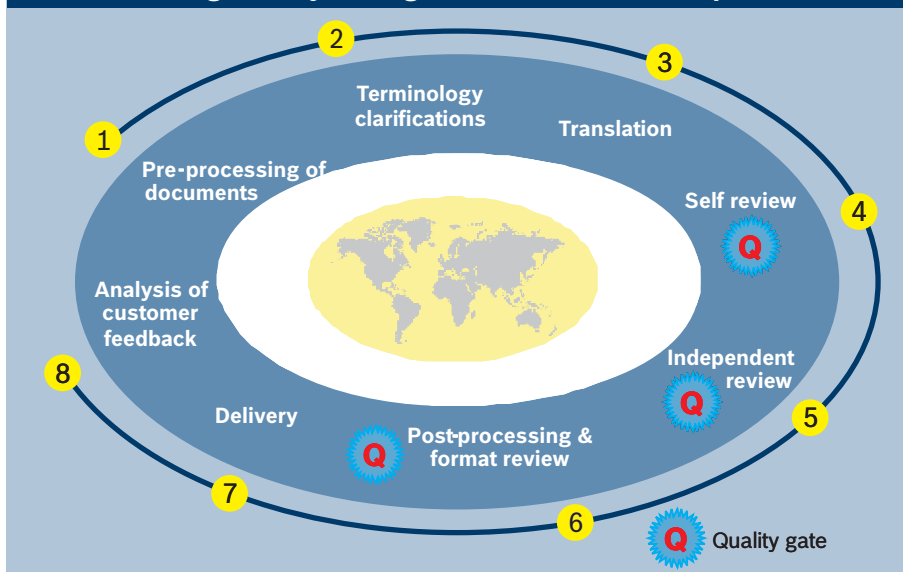 1
Pre-processing of
documents
2
Terminology
clarifications
3
Translation
4
Self review
Q
5
Independent
review
Q
6
Post-processing &
format review
Q
7
Delivery
8
Analysis of
customer
feedback
Q Quality gate